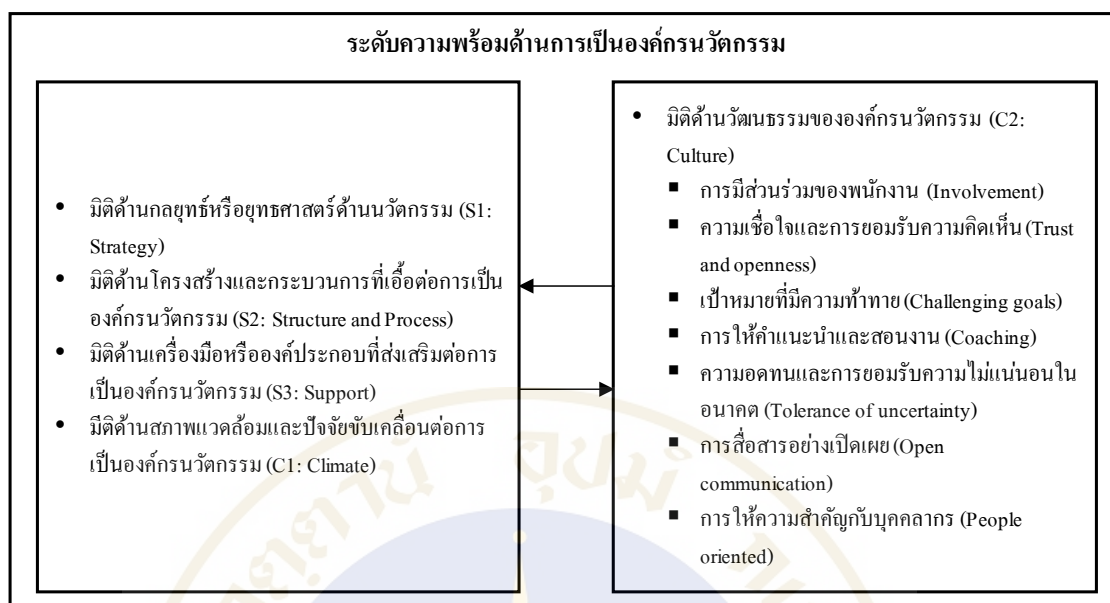 ระดับความพร้อมด้านการเป็นองค์กรนวัตกรรม
• มิติด้านกลยุทธ์หรือยุทธศาสตร์ด้านนวัตกรรม (S1:
Strategy)
• มิติด้านโครงสร้างและกระบวนการที่เอื้อต่อการเป็น
องค์กรนวัตกรรม (S2: Structure and Process)
• มิติด้านเครื่องมือหรือองค์ประกอบที่ส่งเสริมต่อการ
เป็นองค์กรนวัตกรรม (S3: Support)
• มิติด้านสภาพแวดล้อมและปัจจัยขับเคลื่อนต่อการ
เป็นองค์กรนวัตกรรม (C1: Climate)
• มิติด้านวัฒนธรรมขององค์กรนวัตกรรม (C2:
Culture)
▪ การมีส่วนร่วมของพนักงาน (Involvement)
▪ ความเชื่อใจและการยอมรับความคิดเห็น (Trust
and openness)
▪ เป้าหมายที่มีความท้าทาย (Challenging goals)
▪ การให้คำแนะนำและสอนงาน (Coaching)
▪ ความอดทนและการยอมรับความไม่แน่นอนใน
อนาคต (Tolerance of uncertainty)
▪ การสื่อสารอย่างเปิดเผย (Open
communication)
▪ การให้ความสำคัญกับบุคคลากร (People
oriented)
อุปมํ